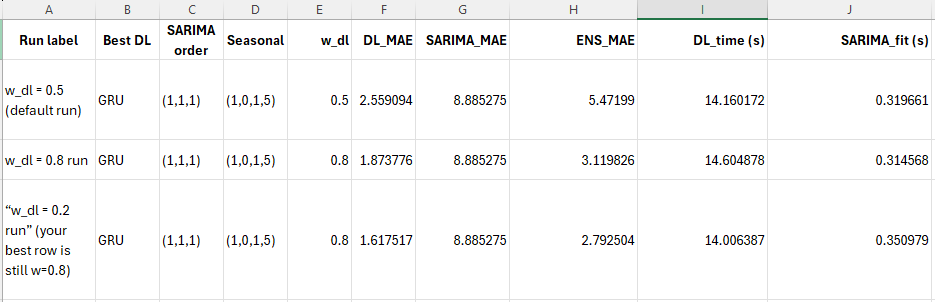 A B C D E F G H I J
Run label Best DL SARIMA order Seasonal w_dl DL_MAE SARIMA_MAE ENS_MAE DL_time (s) SARIMA_fit (s)
w_dl = 0.5 (default run) GRU (1,1,1) (1,0,1,5) 0.5 2.559094 8.885275 5.47199 14.160172 0.319661
w_dl = 0.8 run GRU (1,1,1) (1,0,1,5) 0.8 1.873776 8.885275 3.119826 14.604878 0.314568
“w_dl = 0.2 run” (your best row is still w=0.8) GRU (1,1,1) (1,0,1,5) 0.8 1.617517 8.885275 2.792504 14.006387 0.350979